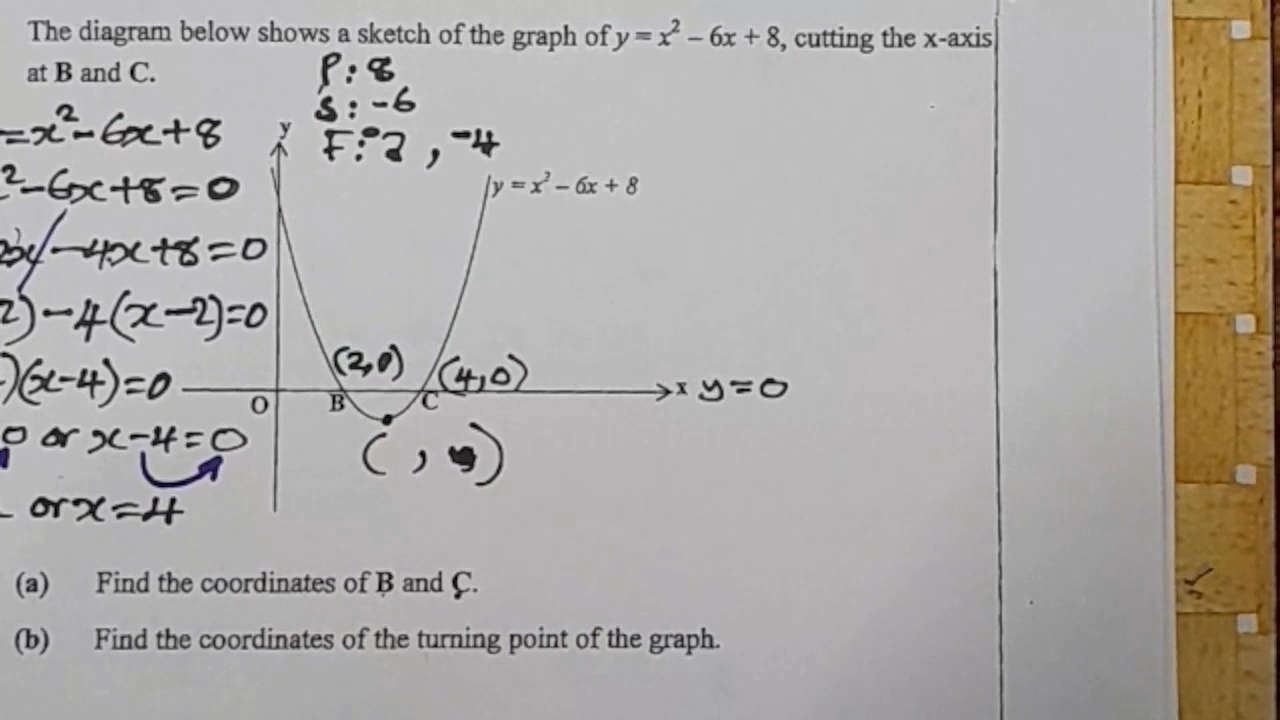 The diagram below shows a sketch of the graph of y = x² – 6x + 8, cutting the x-axis
at B and C.
P: 8
S: -6
F: -2, -4
=x²-6x+8
²-6x+8=0
-4x+8=0
2)-4(x-2)=0
)(x-4)=0
0 or x-4=0
or x=4
y
y = x² – 6x + 8
(2,0)
(4,0)
x y=0
O
B
C
( , )
(a) Find the coordinates of B and C.
(b) Find the coordinates of the turning point of the graph.